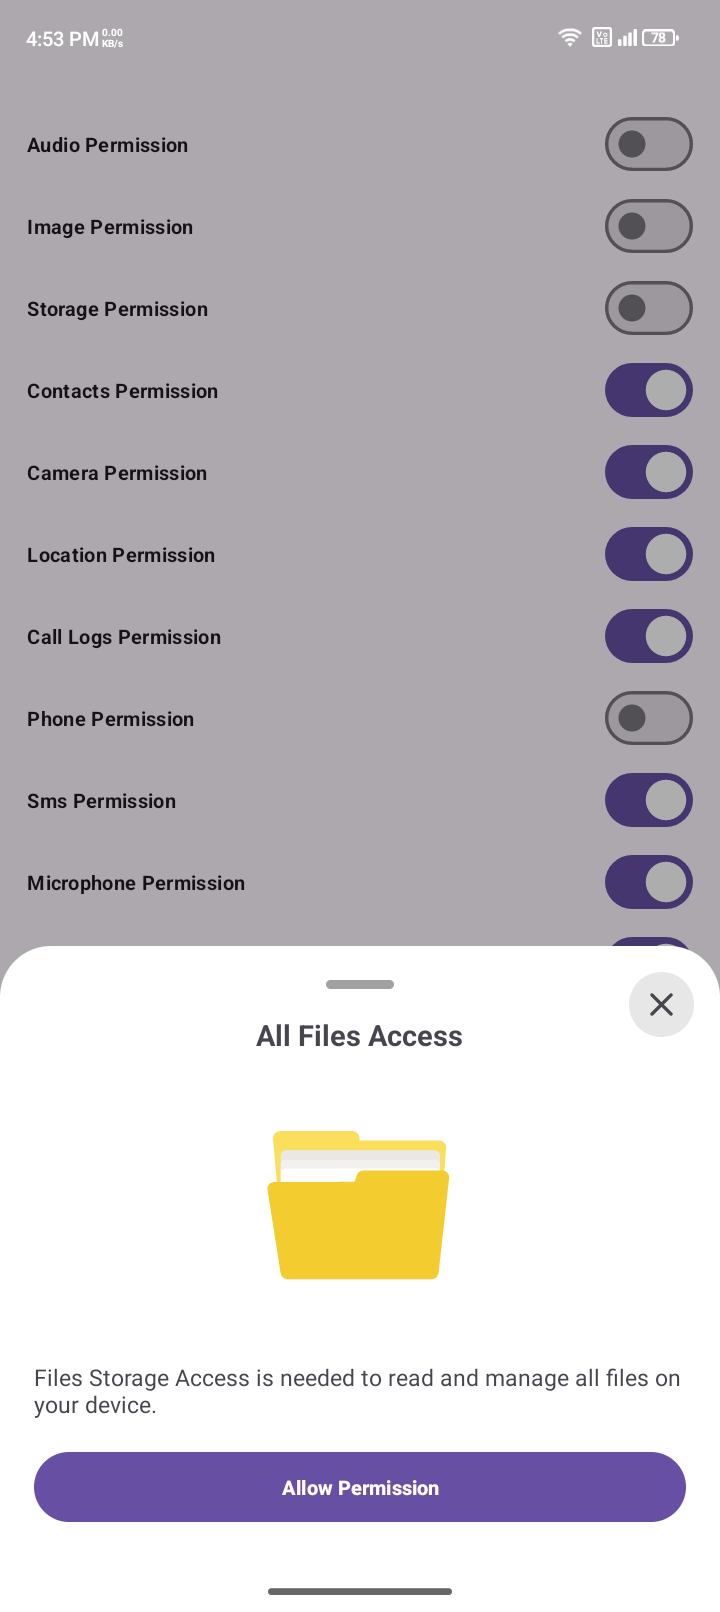 4:53 PM 0.00 KB/s VoLTE 78
Audio Permission
Image Permission
Storage Permission
Contacts Permission
Camera Permission
Location Permission
Call Logs Permission
Phone Permission
Sms Permission
Microphone Permission
All Files Access
Files Storage Access is needed to read and manage all files on
your device.
Allow Permission